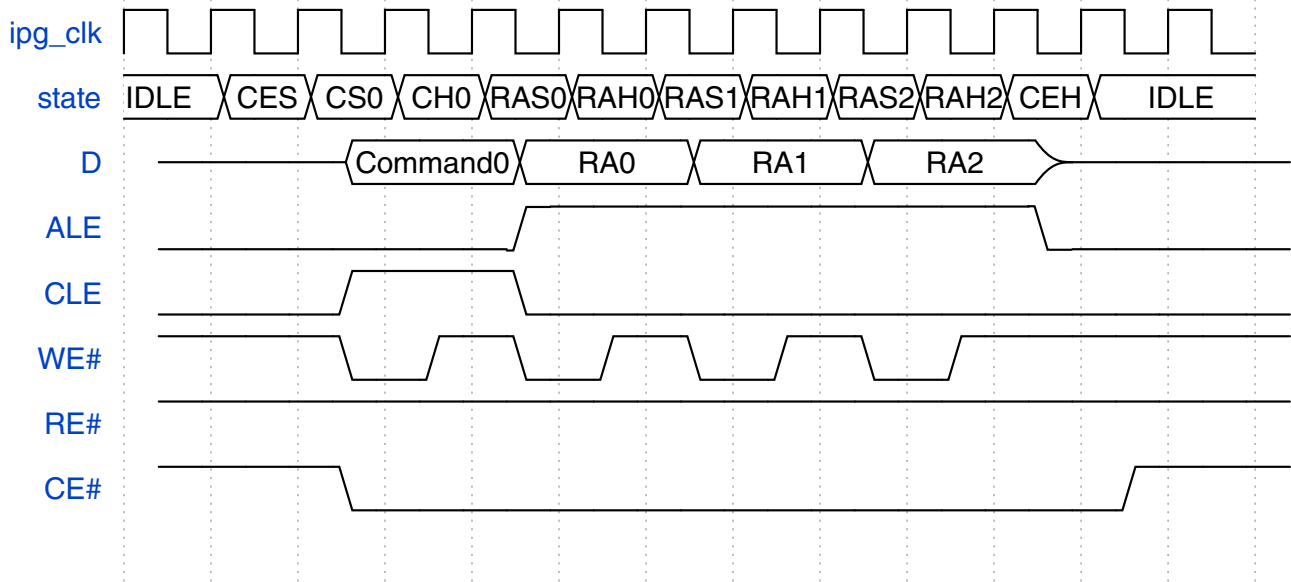 ipg_clk
state IDLE CES CS0 CH0 RAS0 RAH0 RAS1 RAH1 RAS2 RAH2 CEH IDLE
D Command0 RA0 RA1 RA2
ALE
CLE
WE#
RE#
CE#